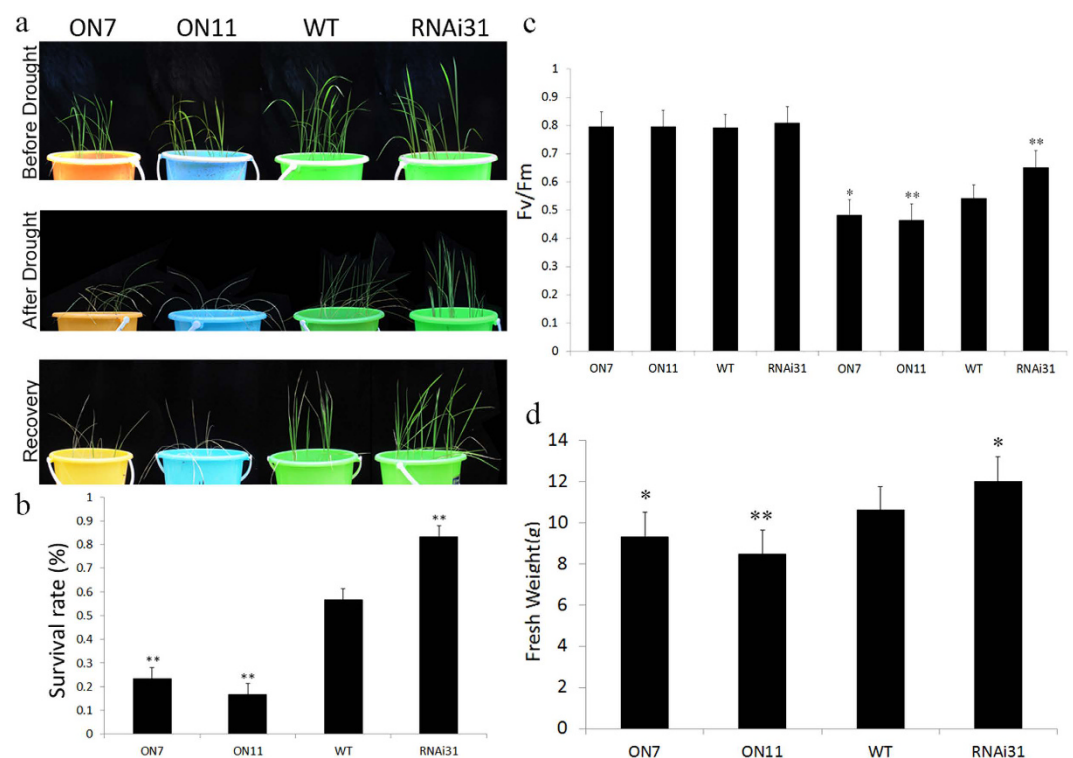 a
ON7 ON11 WT RNAi31
Before Drought
After Drought
Recovery
b
1
0.9
0.8
0.7
0.6
0.5
0.4
0.3
0.2
0.1
0
Survival rate (%)
** ** **
ON7 ON11 WT RNAi31
c
1
0.9
0.8
0.7
0.6
0.5
0.4
0.3
0.2
0.1
0
Fv/Fm
* ** **
ON7 ON11 WT RNAi31 ON7 ON11 WT RNAi31
d
14
12
10
8
6
4
2
0
Fresh Weight(g)
* ** *
ON7 ON11 WT RNAi31